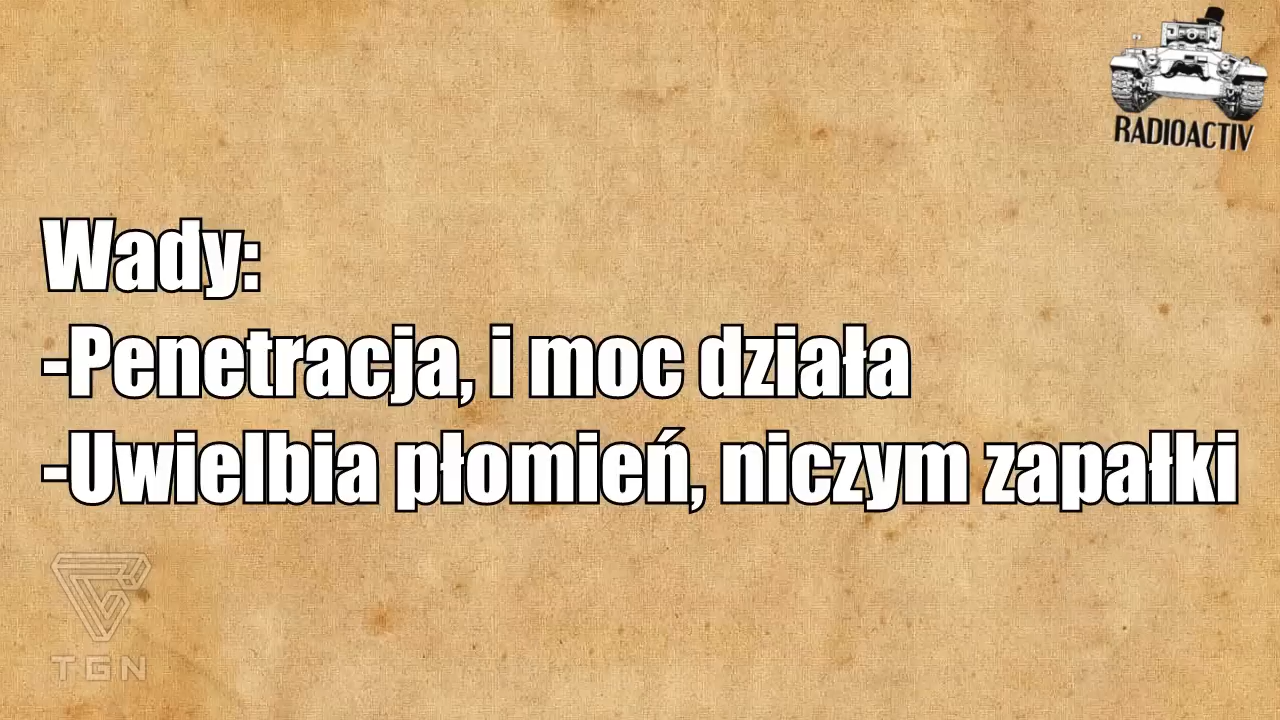 RADIOACTIV
Wady:
-Penetracja, i moc działa
-Uwielbia płomień, niczym zapałki
TGN